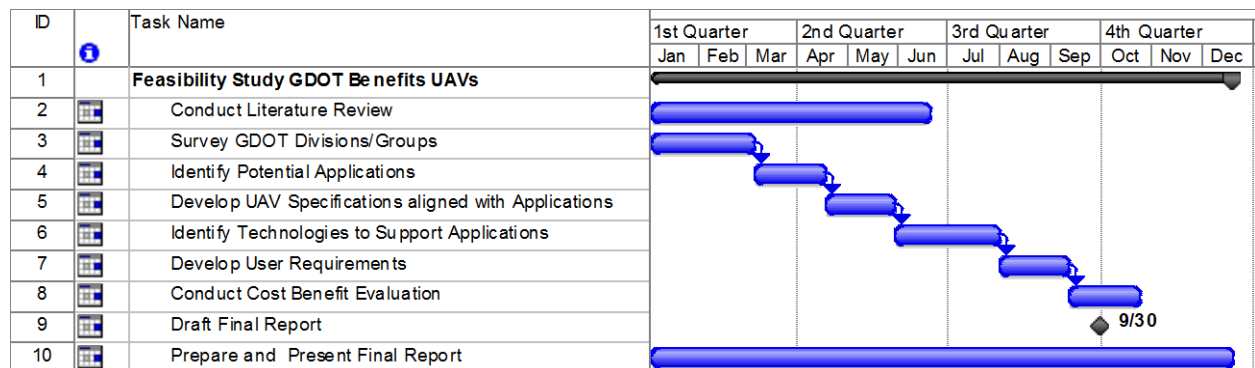 ID Task Name
1st Quarter 2nd Quarter 3rd Quarter 4th Quarter
i Jan Feb Mar Apr May Jun Jul Aug Sep Oct Nov Dec
1 Feasibility Study GDOT Benefits UAVs
2 Conduct Literature Review
3 Survey GDOT Divisions/Groups
4 Identify Potential Applications
5 Develop UAV Specifications aligned with Applications
6 Identify Technologies to Support Applications
7 Develop User Requirements
8 Conduct Cost Benefit Evaluation
9 Draft Final Report 9/30
10 Prepare and Present Final Report